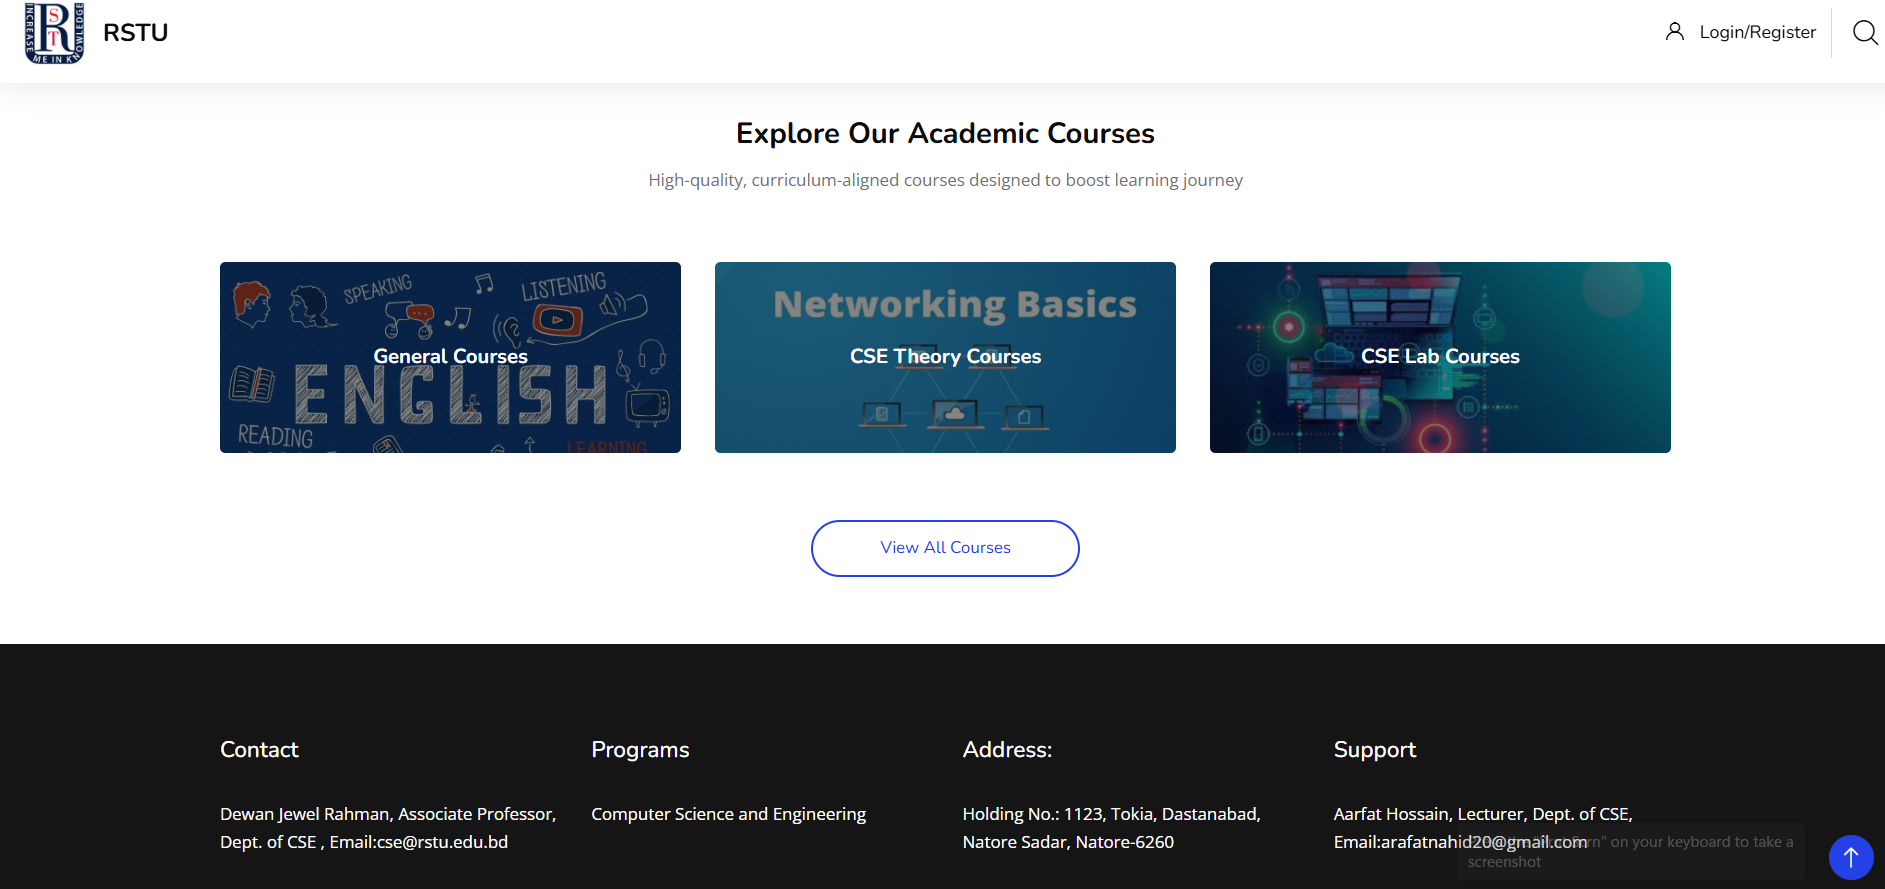 INCREASE ME IN KNOWLEDGE
R S T
RSTU
Login/Register
Explore Our Academic Courses
High-quality, curriculum-aligned courses designed to boost learning journey
SPEAKING
LISTENING
General Courses
ENGLISH
READING
LEARNING
Networking Basics
CSE Theory Courses
CSE Lab Courses
View All Courses
Contact
Dewan Jewel Rahman, Associate Professor,
Dept. of CSE , Email:cse@rstu.edu.bd
Programs
Computer Science and Engineering
Address:
Holding No.: 1123, Tokia, Dastanabad,
Natore Sadar, Natore-6260
Support
Aarfat Hossain, Lecturer, Dept. of CSE,
Email:arafatnahid20@gmail.com
on your keyboard to take a
screenshot